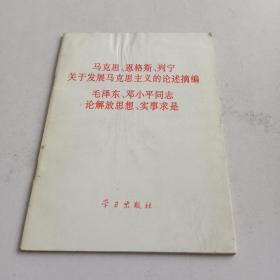 马克思、恩格斯、列宁
关于发展马克思主义的论述摘编
毛泽东、邓小平同志
论解放思想、实事求是
学习出版社